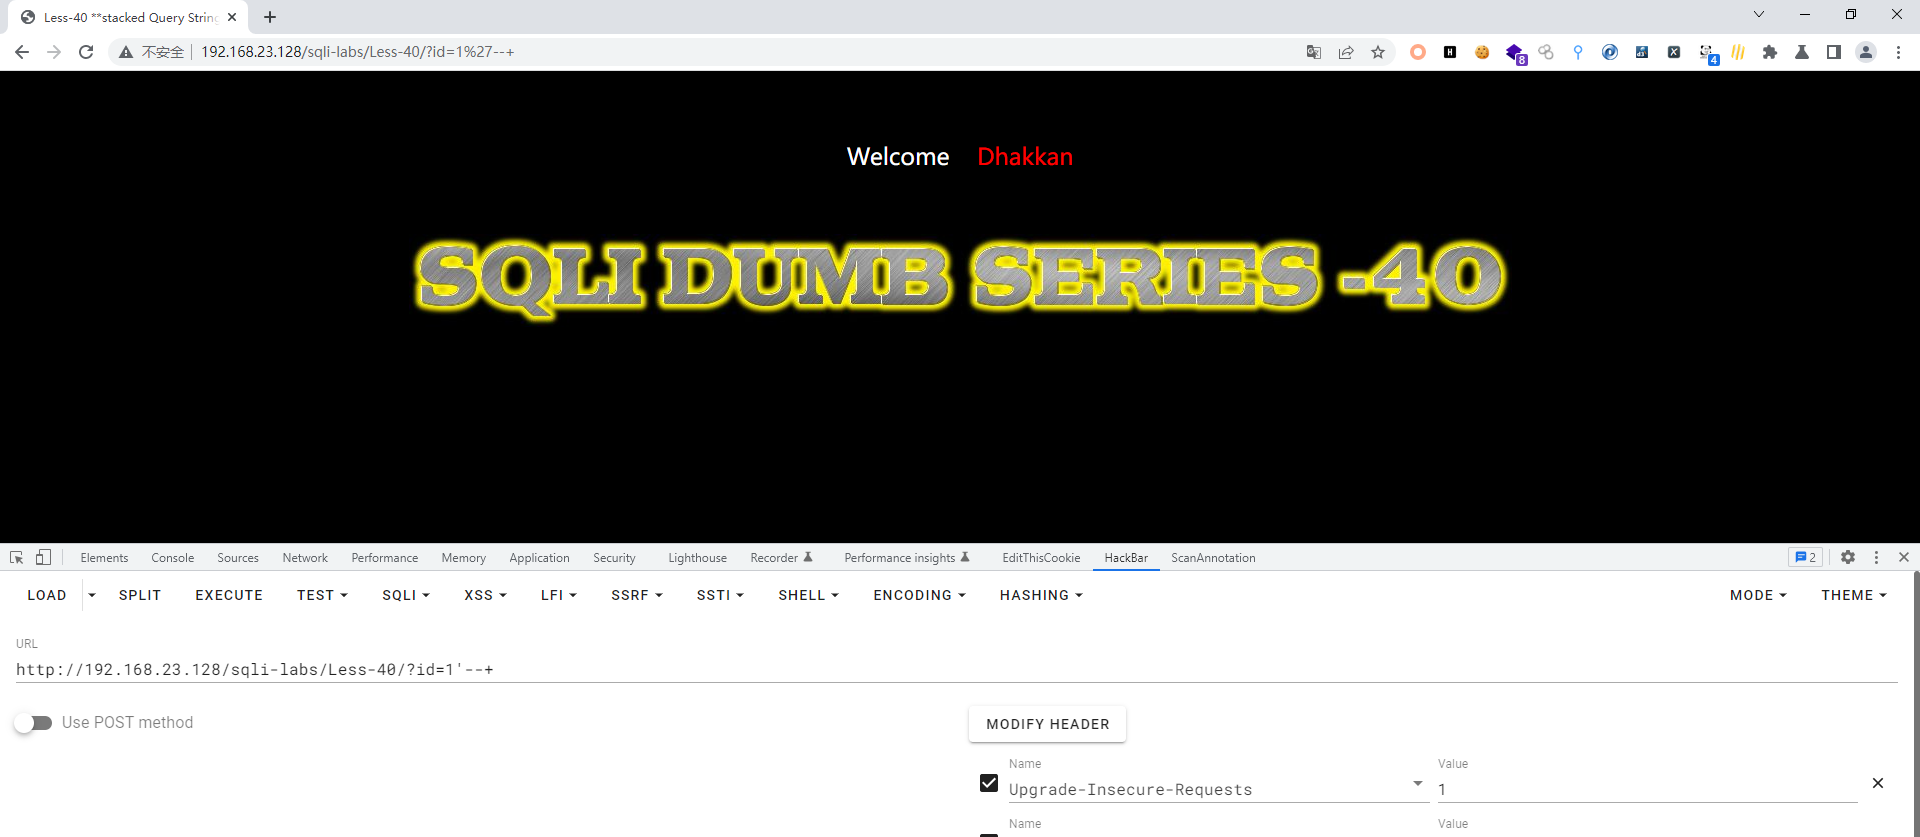 Less-40 **stacked Query String
不安全 192.168.23.128/sqli-labs/Less-40/?id=1%27--+
8
4
Welcome Dhakkan
SQLI DUMB SERIES -40
Elements Console Sources Network Performance Memory Application Security Lighthouse Recorder Performance insights EditThisCookie HackBar ScanAnnotation 2
LOAD SPLIT EXECUTE TEST SQLI XSS LFI SSRF SSTI SHELL ENCODING HASHING MODE THEME
URL
http://192.168.23.128/sqli-labs/Less-40/?id=1'--+
Use POST method
MODIFY HEADER
Name Value
Upgrade-Insecure-Requests 1
Name Value